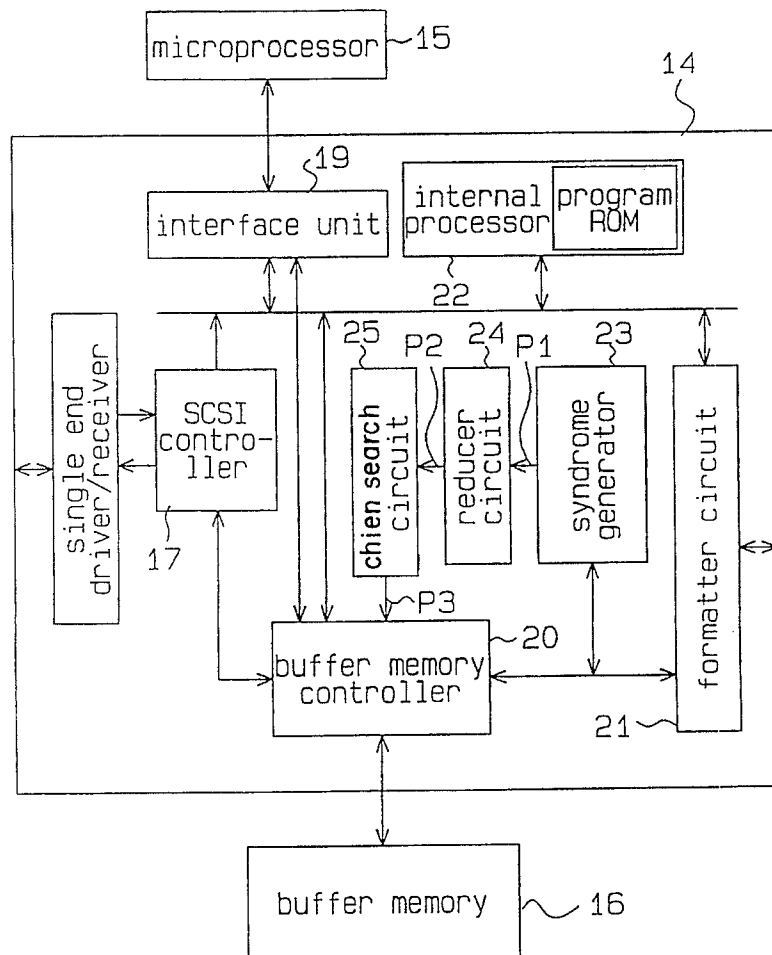 microprocessor
15
14
19
interface unit
internal
processor
program
ROM
22
single end
driver/receiver
SCSI
contro-
ller
17
25
chien search
circuit
P2
24
reducer
circuit
P1
23
syndrome
generator
formatter circuit
21
P3
20
buffer memory
controller
buffer memory
16